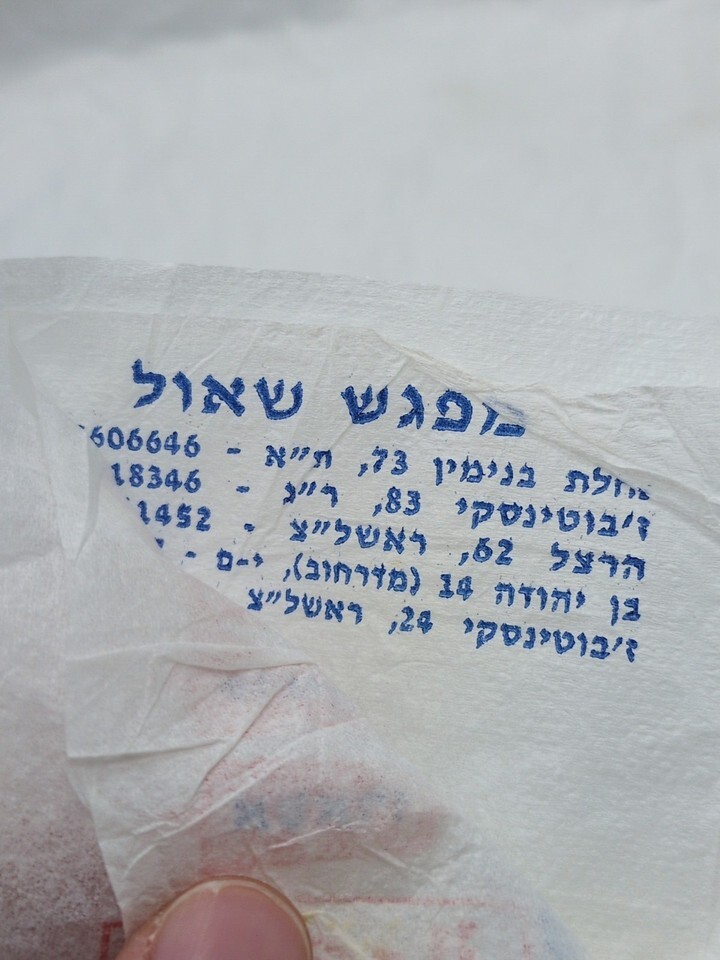 מפגש שאול
נחלת בנימין 73, ת״א - 606646
ז׳בוטינסקי 83, ר״ג - 18346
הרצל 62, ראשל״צ - 1452
בן יהודה 14 (מדרחוב), י-ם -
ז׳בוטינסקי 24, ראשל״צ